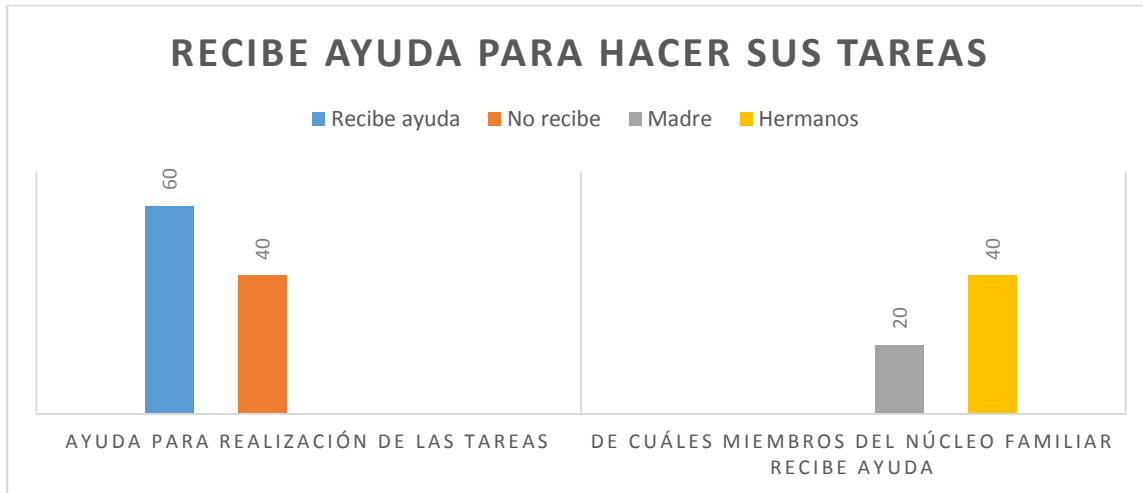 RECIBE AYUDA PARA HACER SUS TAREAS
Recibe ayuda No recibe Madre Hermanos
60
40
20
40
AYUDA PARA REALIZACIÓN DE LAS TAREAS
DE CUÁLES MIEMBROS DEL NÚCLEO FAMILIAR
RECIBE AYUDA